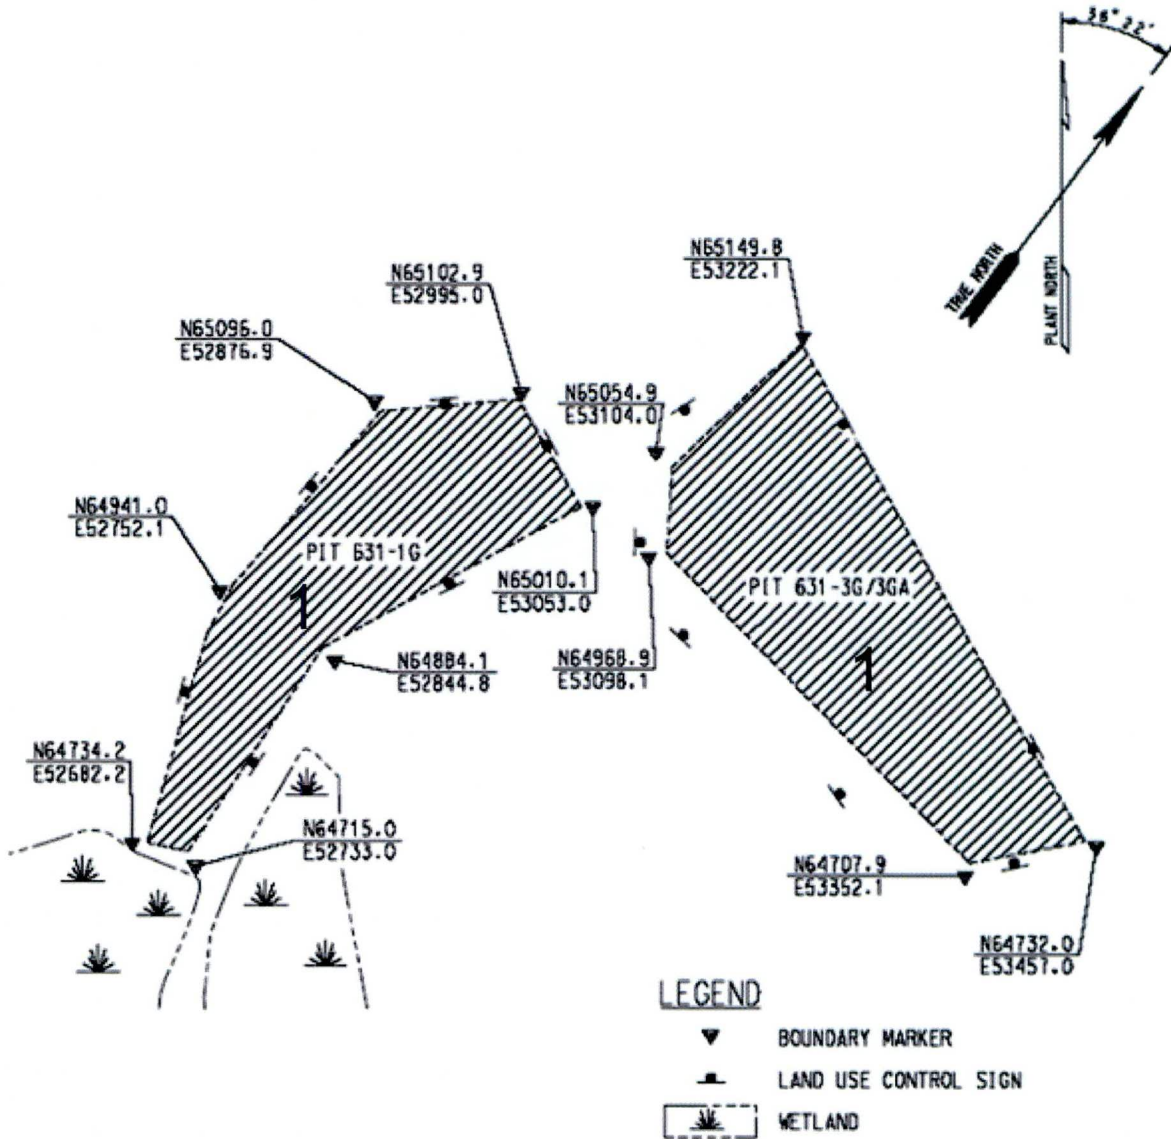 36° 22'
TRUE NORTH
PLANT NORTH
N65149.8
E53222.1
N65102.9
E52995.0
N65096.0
E52876.9
N65054.9
E53104.0
N64941.0
E52752.1
PIT 631-1G
1
N65010.1
E53053.0
PIT 631-3G/3GA
1
N64884.1
E52844.8
N64968.9
E53098.1
N64734.2
E52682.2
N64715.0
E52733.0
N64707.9
E53352.1
N64732.0
E53457.0
LEGEND
BOUNDARY MARKER
LAND USE CONTROL SIGN
WETLAND